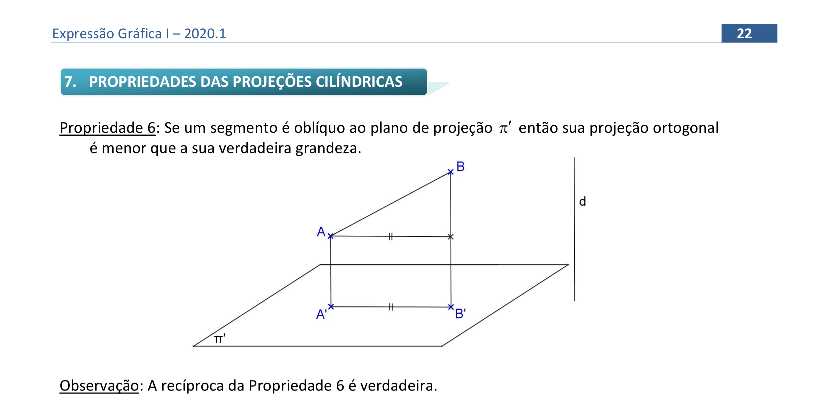 Expressão Gráfica I – 2020.1
22
7. PROPRIEDADES DAS PROJEÇÕES CILÍNDRICAS
Propriedade 6: Se um segmento é oblíquo ao plano de projeção π′ então sua projeção ortogonal
é menor que a sua verdadeira grandeza.
B
d
A
A'
B'
π'
Observação: A recíproca da Propriedade 6 é verdadeira.